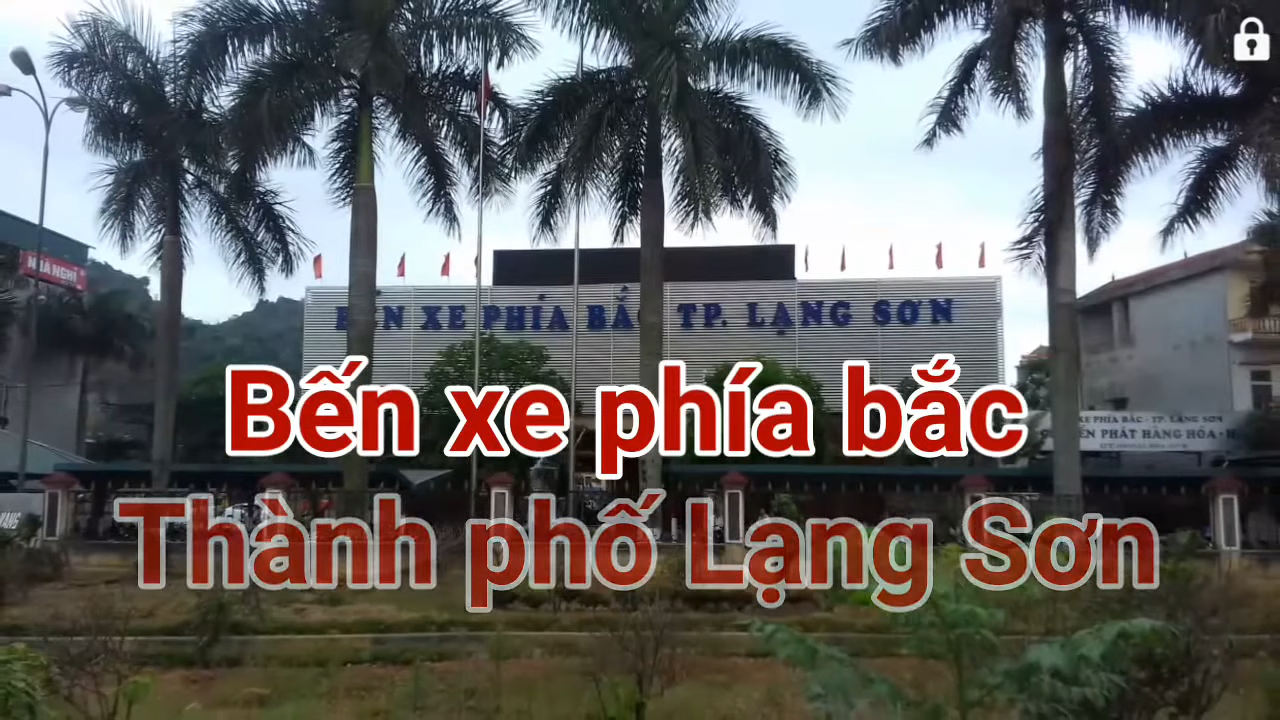 NHÀ NGHỈ
BẾN XE PHÍA BẮC TP. LẠNG SƠN
Bến xe phía bắc
XE PHÍA BẮC - TP. LẠNG SƠN
PHÁT HÀNG HÓA
Thành phố Lạng Sơn